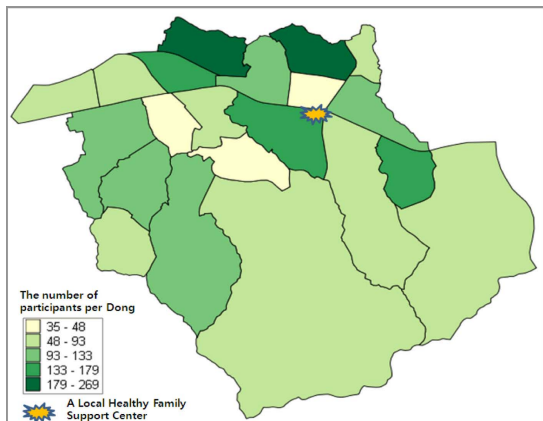 The number of
participants per Dong
35 - 48
48 - 93
93 - 133
133 - 179
179 - 269
A Local Healthy Family
Support Center